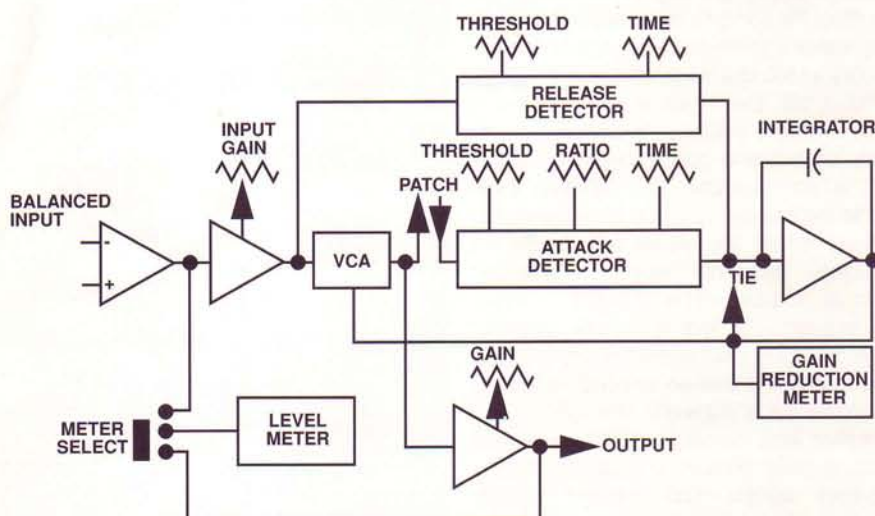 THRESHOLD
TIME
RELEASE
DETECTOR
INPUT
GAIN
INTEGRATOR
THRESHOLD
RATIO
TIME
PATCH
BALANCED
INPUT
-
+
VCA
ATTACK
DETECTOR
TIE
GAIN
GAIN
REDUCTION
METER
METER
SELECT
LEVEL
METER
OUTPUT